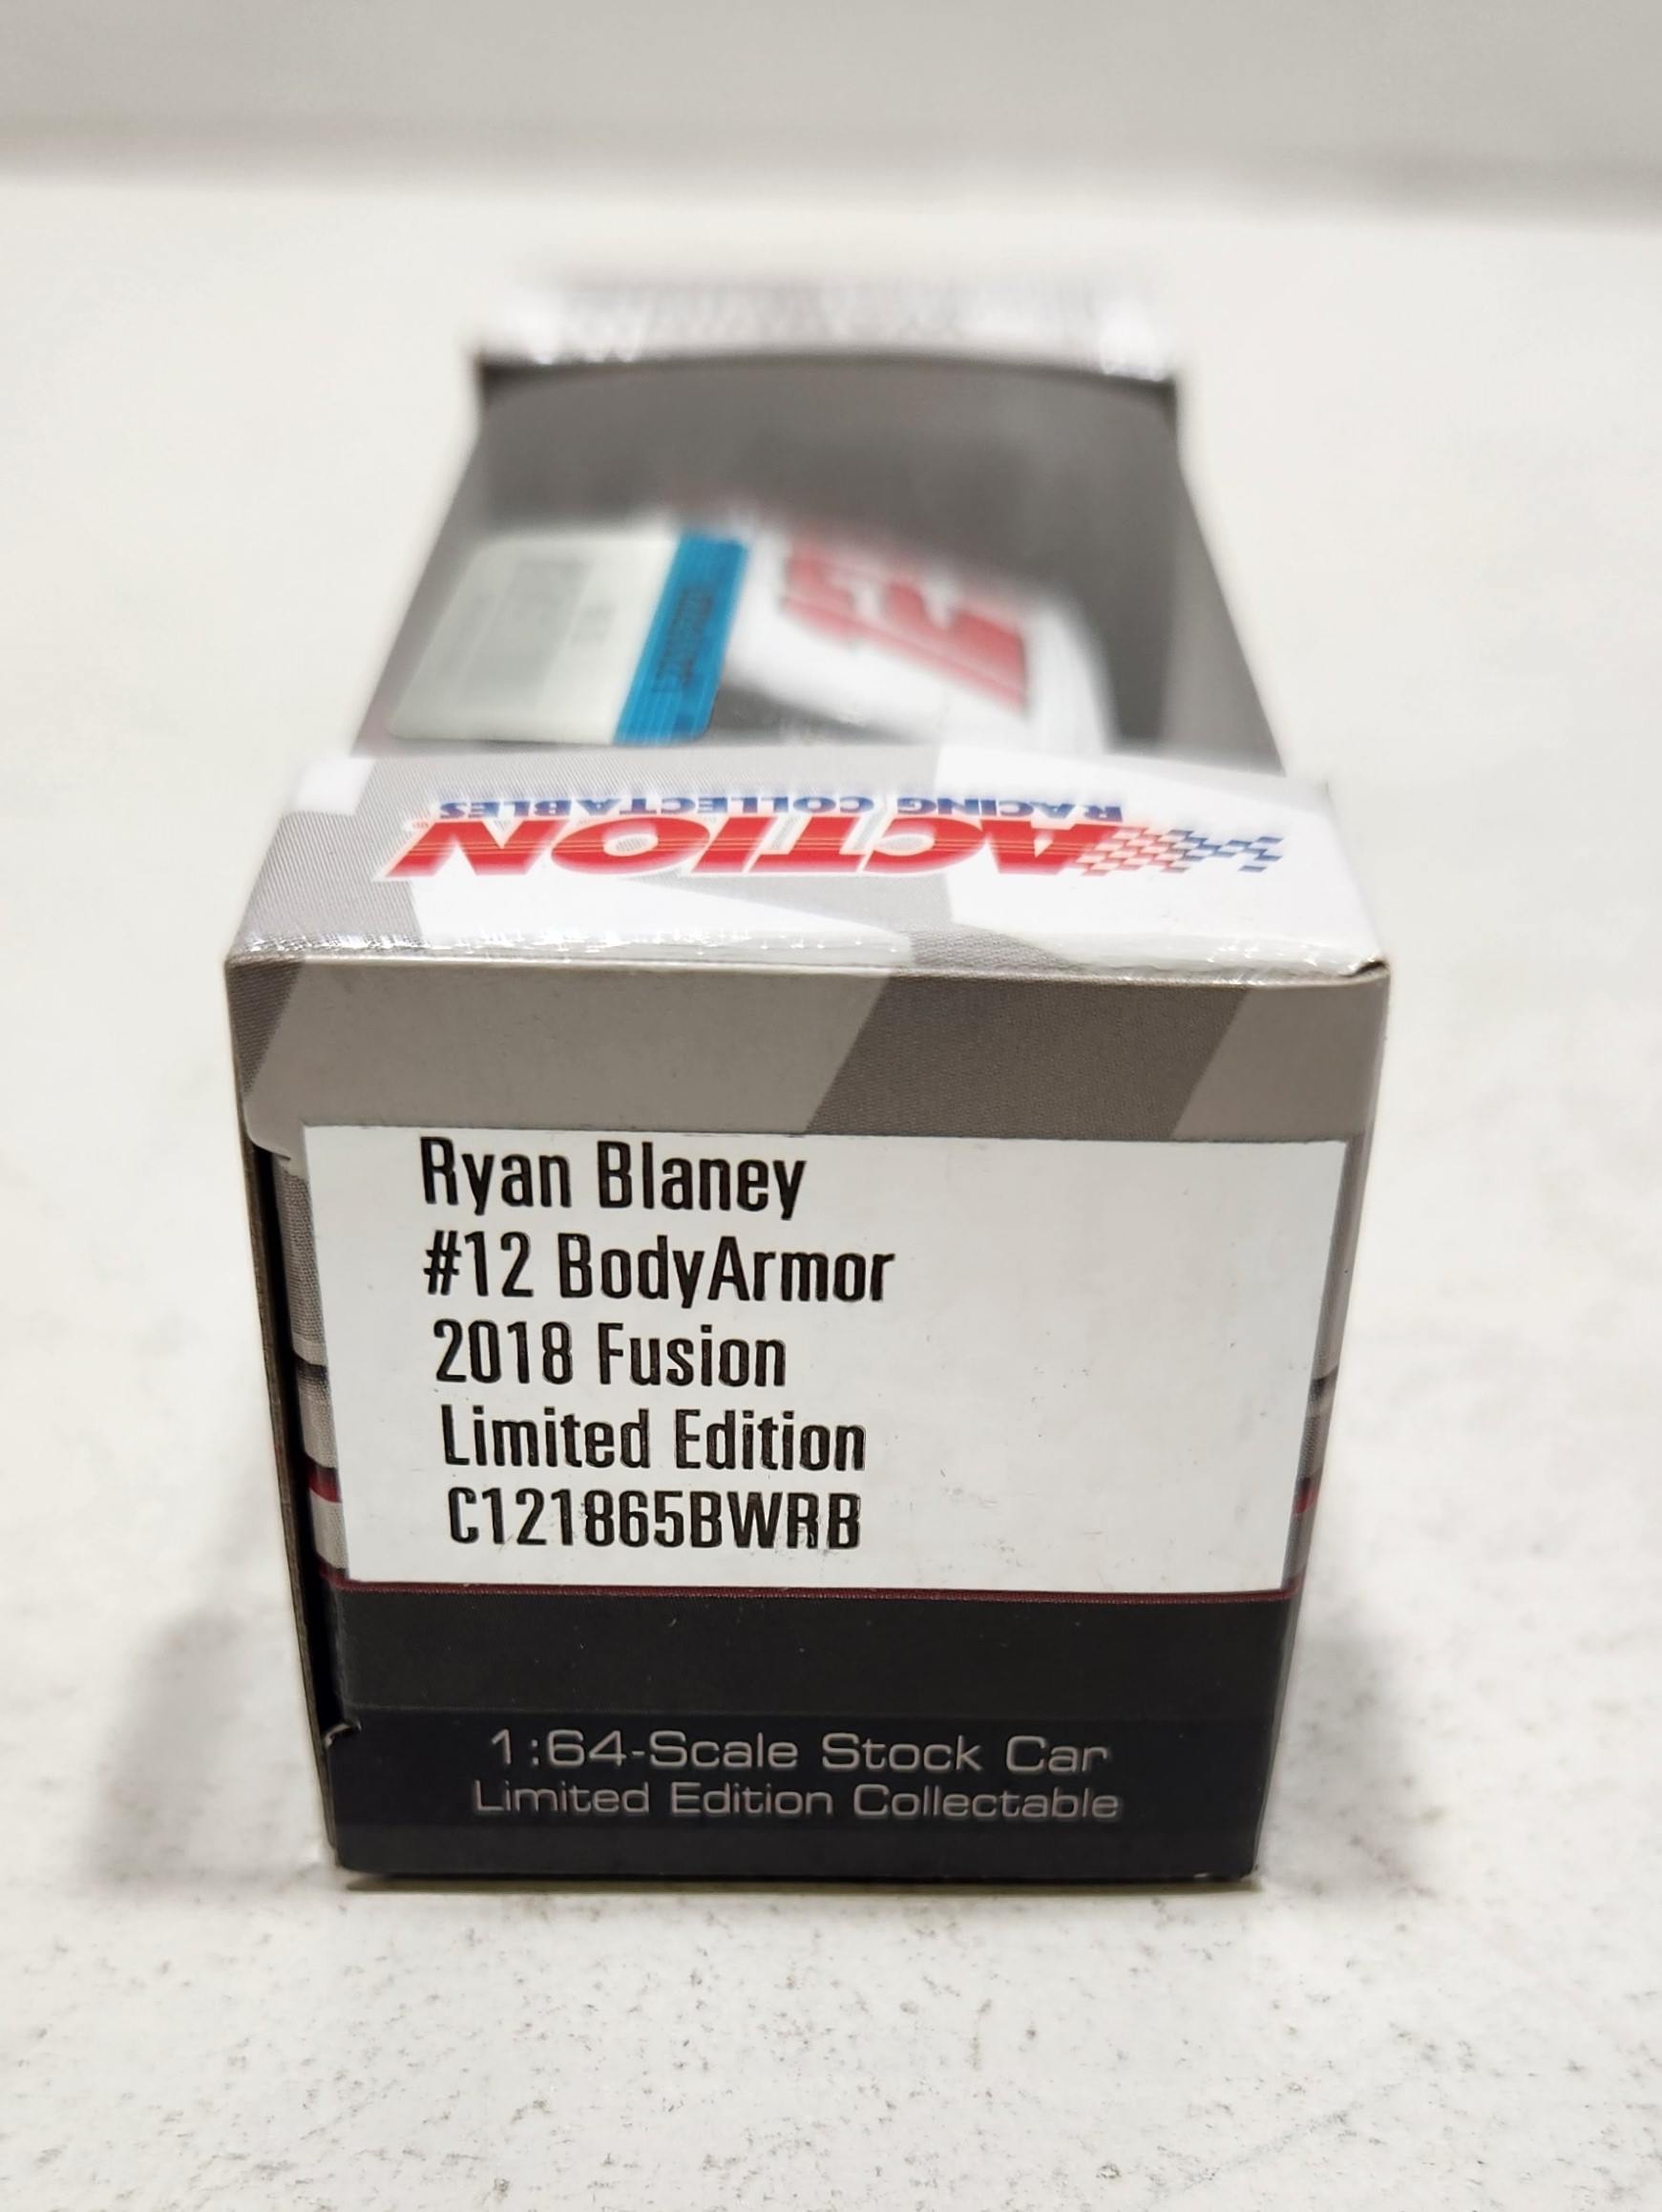 ACTION
RACING COLLECTABLES
Ryan Blaney
#12 BodyArmor
2018 Fusion
Limited Edition
C121865BWRB
1:64-Scale Stock Car
Limited Edition Collectable